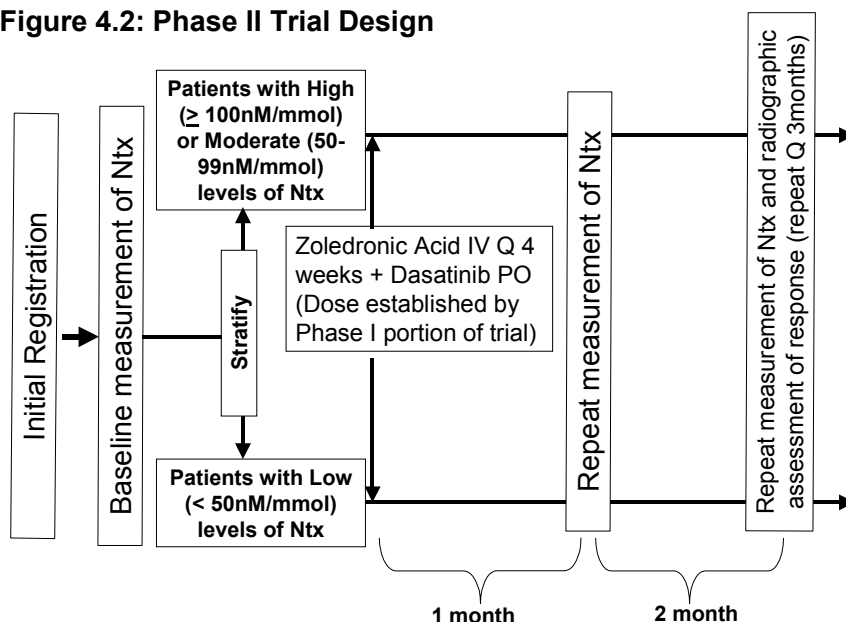 Figure 4.2: Phase II Trial Design
Initial Registration
Baseline measurement of Ntx
Stratify
Patients with High
(≥ 100nM/mmol)
or Moderate (50-
99nM/mmol)
levels of Ntx
Zoledronic Acid IV Q 4
weeks + Dasatinib PO
(Dose established by
Phase I portion of trial)
Patients with Low
(< 50nM/mmol)
levels of Ntx
Repeat measurement of Ntx
Repeat measurement of Ntx and radiographic
assessment of response (repeat Q 3months)
1 month
2 month